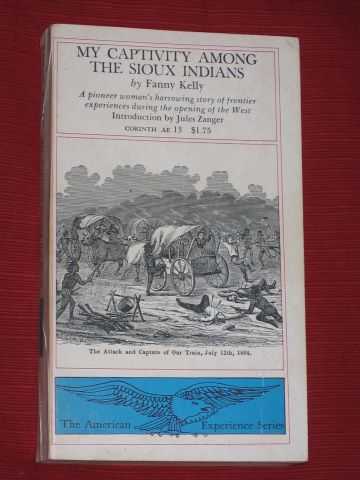 MY CAPTIVITY AMONG
THE SIOUX INDIANS
by Fanny Kelly
A pioneer woman's harrowing story of frontier
experiences during the opening of the West
Introduction by Jules Zanger
CORINTH AE 13 $1.75
The Attack and Capture of Our Train, July 12th, 1864.
The American Experience Series